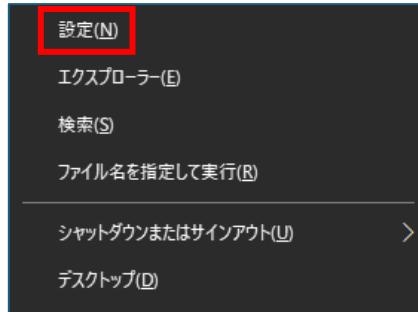 設定(N)
エクスプローラー(E)
検索(S)
ファイル名を指定して実行(R)
シャットダウンまたはサインアウト(U)
デスクトップ(D)